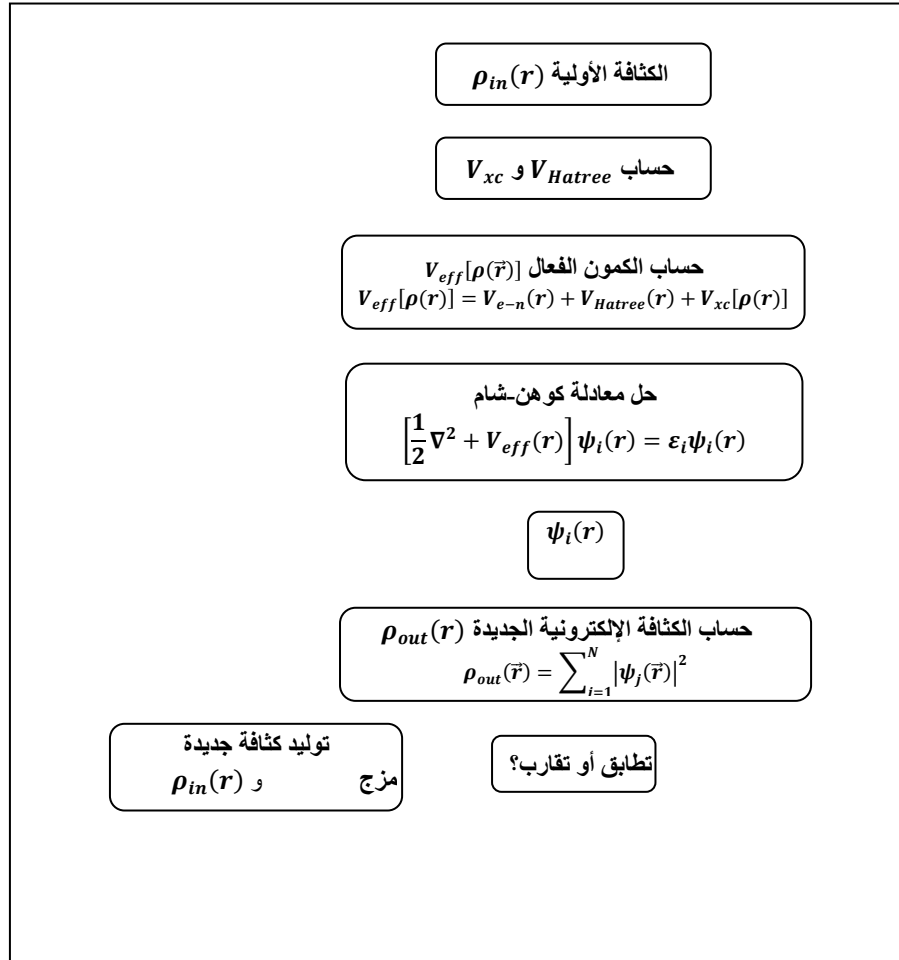 الكثافة الأولية ρ_in(r)
حساب V_Hatree و V_xc
حساب الكمون الفعال V_eff[ρ(r⃗)]
V_eff[ρ(r)] = V_e−n(r) + V_Hatree(r) + V_xc[ρ(r)]
حل معادلة كوهن-شام
[1/2 ∇² + V_eff(r)] ψ_i(r) = ε_i ψ_i(r)
ψ_i(r)
حساب الكثافة الإلكترونية الجديدة ρ_out(r)
ρ_out(r⃗) = ∑_{i=1}^{N} |ψ_j(r⃗)|²
تطابق أو تقارب؟
توليد كثافة جديدة
مزج و ρ_in(r)